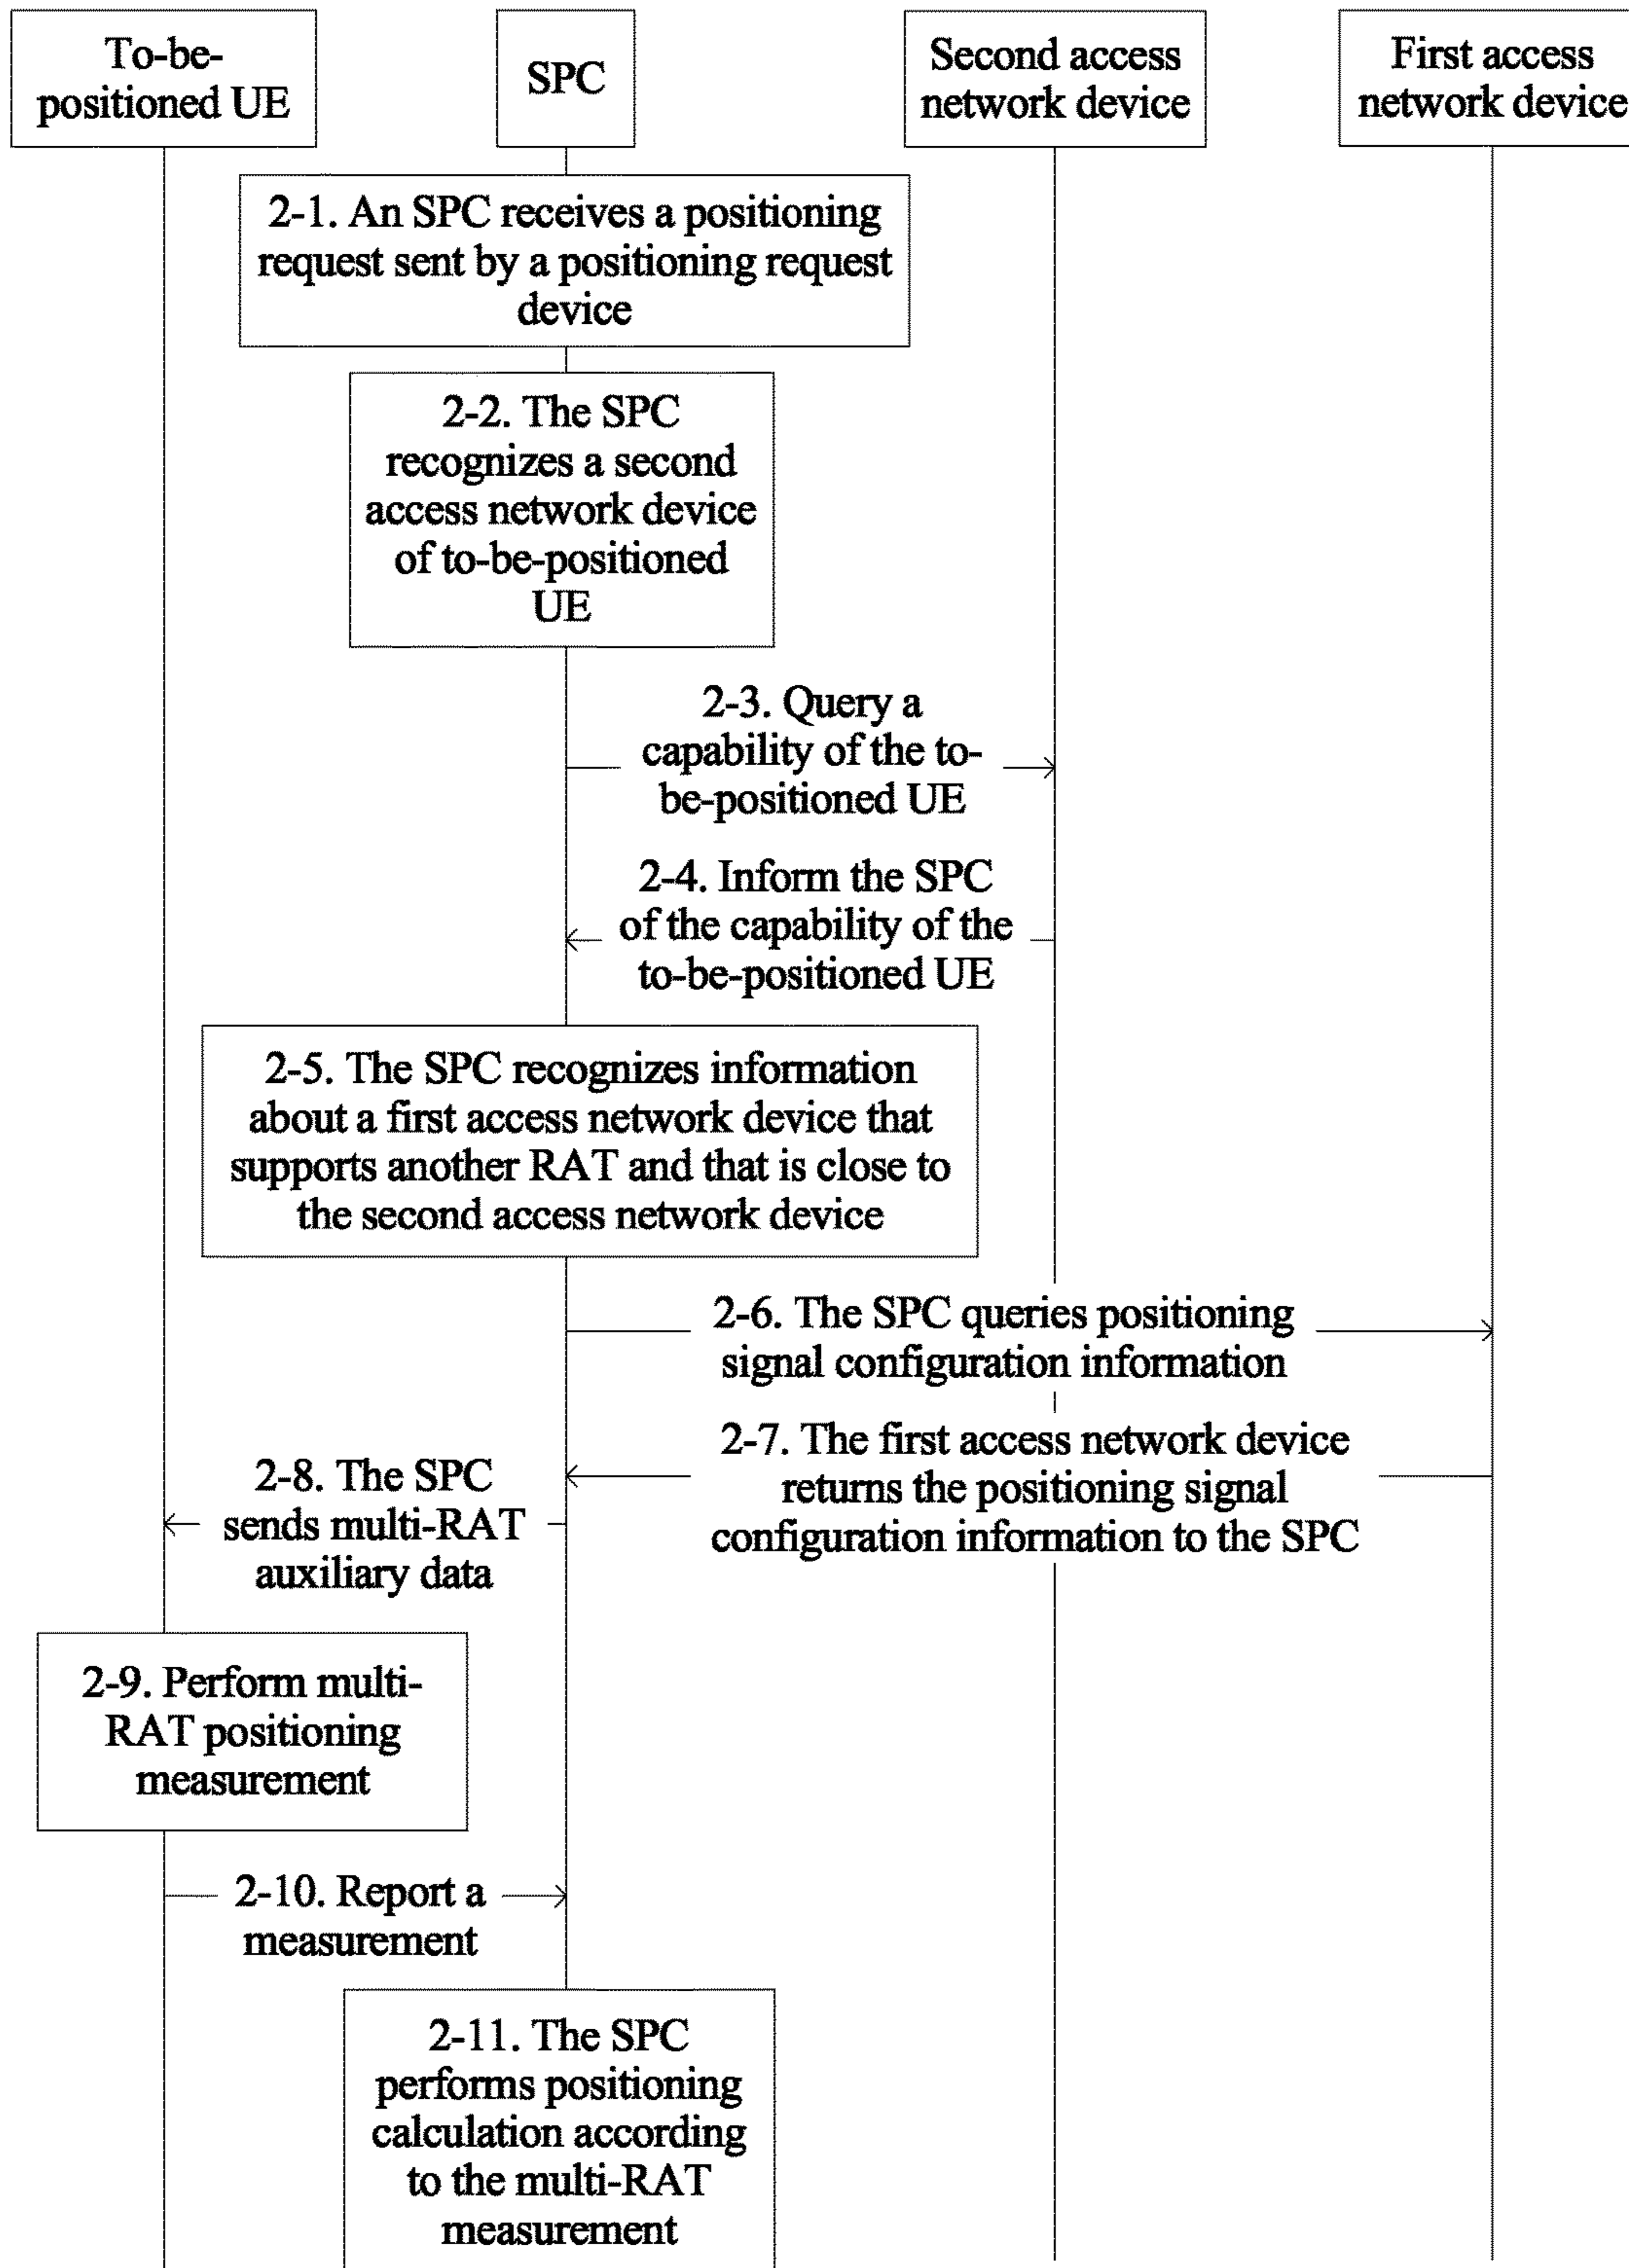 To-be-
positioned UE
SPC
Second access
network device
First access
network device
2-1. An SPC receives a positioning
request sent by a positioning request
device
2-2. The SPC
recognizes a second
access network device
of to-be-positioned
UE
2-3. Query a
capability of the to-
be-positioned UE
2-4. Inform the SPC
of the capability of the
to-be-positioned UE
2-5. The SPC recognizes information
about a first access network device that
supports another RAT and that is close to
the second access network device
2-6. The SPC queries positioning
signal configuration information
2-7. The first access network device
returns the positioning signal
configuration information to the SPC
2-8. The SPC
sends multi-RAT
auxiliary data
2-9. Perform multi-
RAT positioning
measurement
2-10. Report a
measurement
2-11. The SPC
performs positioning
calculation according
to the multi-RAT
measurement